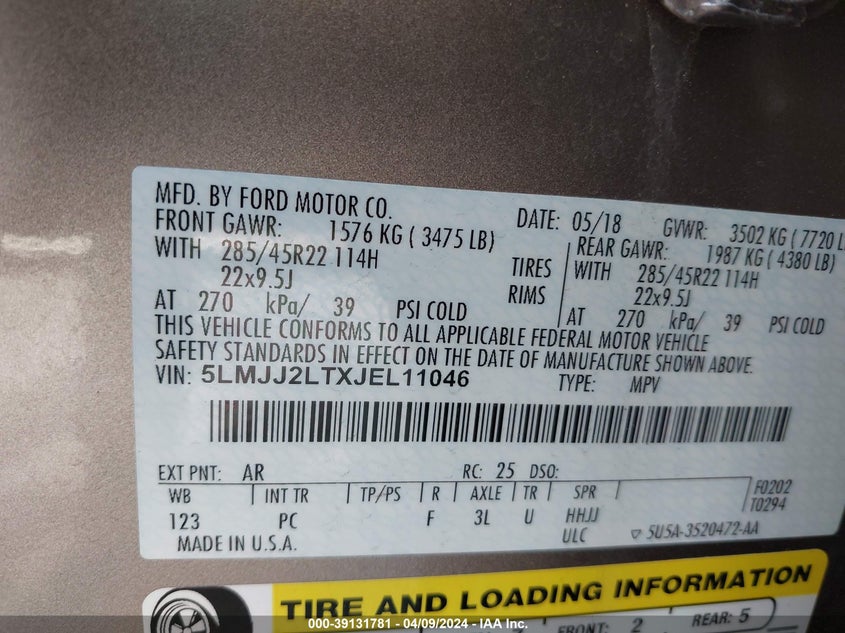 MFD. BY FORD MOTOR CO.
DATE: 05/18 GVWR: 3502 KG ( 7720 L
FRONT GAWR: 1576 KG ( 3475 LB)
REAR GAWR: 1987 KG ( 4380 LB)
WITH 285/45R22 114H TIRES WITH 285/45R22 114H
22x9.5J RIMS 22x9.5J
AT 270 kPa/ 39 PSI COLD AT 270 kPa/ 39 PSI COLD
THIS VEHICLE CONFORMS TO ALL APPLICABLE FEDERAL MOTOR VEHICLE
SAFETY STANDARDS IN EFFECT ON THE DATE OF MANUFACTURE SHOWN ABOVE.
VIN: 5LMJJ2LTXJEL11046 TYPE: MPV
EXT PNT: AR RC: 25 DSO:
WB INT TR TP/PS R AXLE TR SPR F0202
T0294
123 PC F 3L U HHJJ
MADE IN U.S.A. ULC ▽ 5U5A-3520472-AA
TIRE AND LOADING INFORMATION
FRONT: 2 REAR: 5
000-39131781 - 04/09/2024 - IAA Inc.